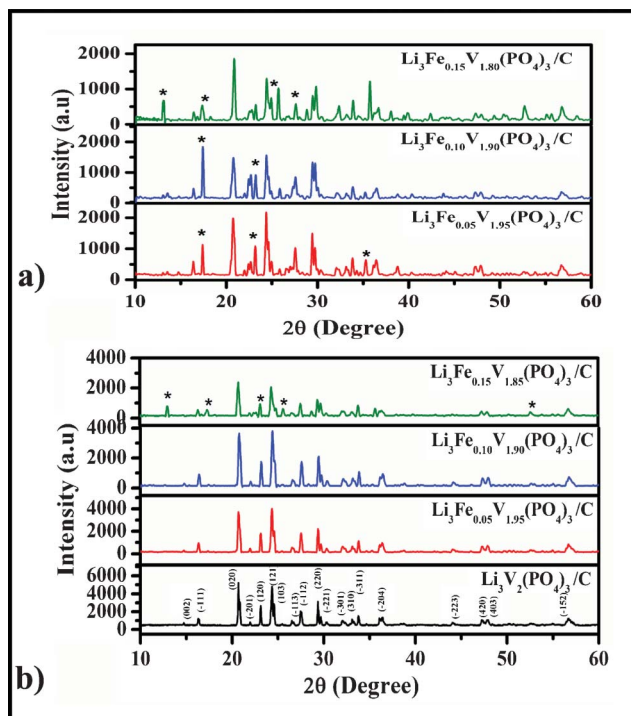 a)
Intensity (a.u)
2000
1000
0
2000
1000
0
2000
1000
0
Li₃Fe₀.₁₅V₁.₈₀(PO₄)₃/C
* * * *
Li₃Fe₀.₁₀V₁.₉₀(PO₄)₃/C
* *
Li₃Fe₀.₀₅V₁.₉₅(PO₄)₃/C
* * *
10 20 30 40 50 60
2θ (Degree)
b)
Intensity (a.u)
4000
2000
0
4000
2000
0
4000
2000
0
6000
4000
2000
0
Li₃Fe₀.₁₅V₁.₈₅(PO₄)₃/C
* * * * *
Li₃Fe₀.₁₀V₁.₉₀(PO₄)₃/C
Li₃Fe₀.₀₅V₁.₉₅(PO₄)₃/C
Li₃V₂(PO₄)₃/C
(002) (-111) (020) (-201) (120) (121 (103) (-113) (-112) (220) (-221) (-301) (310) (-311) (-204) (-223) (420) (403) (-152)
10 20 30 40 50 60
2θ (Degree)